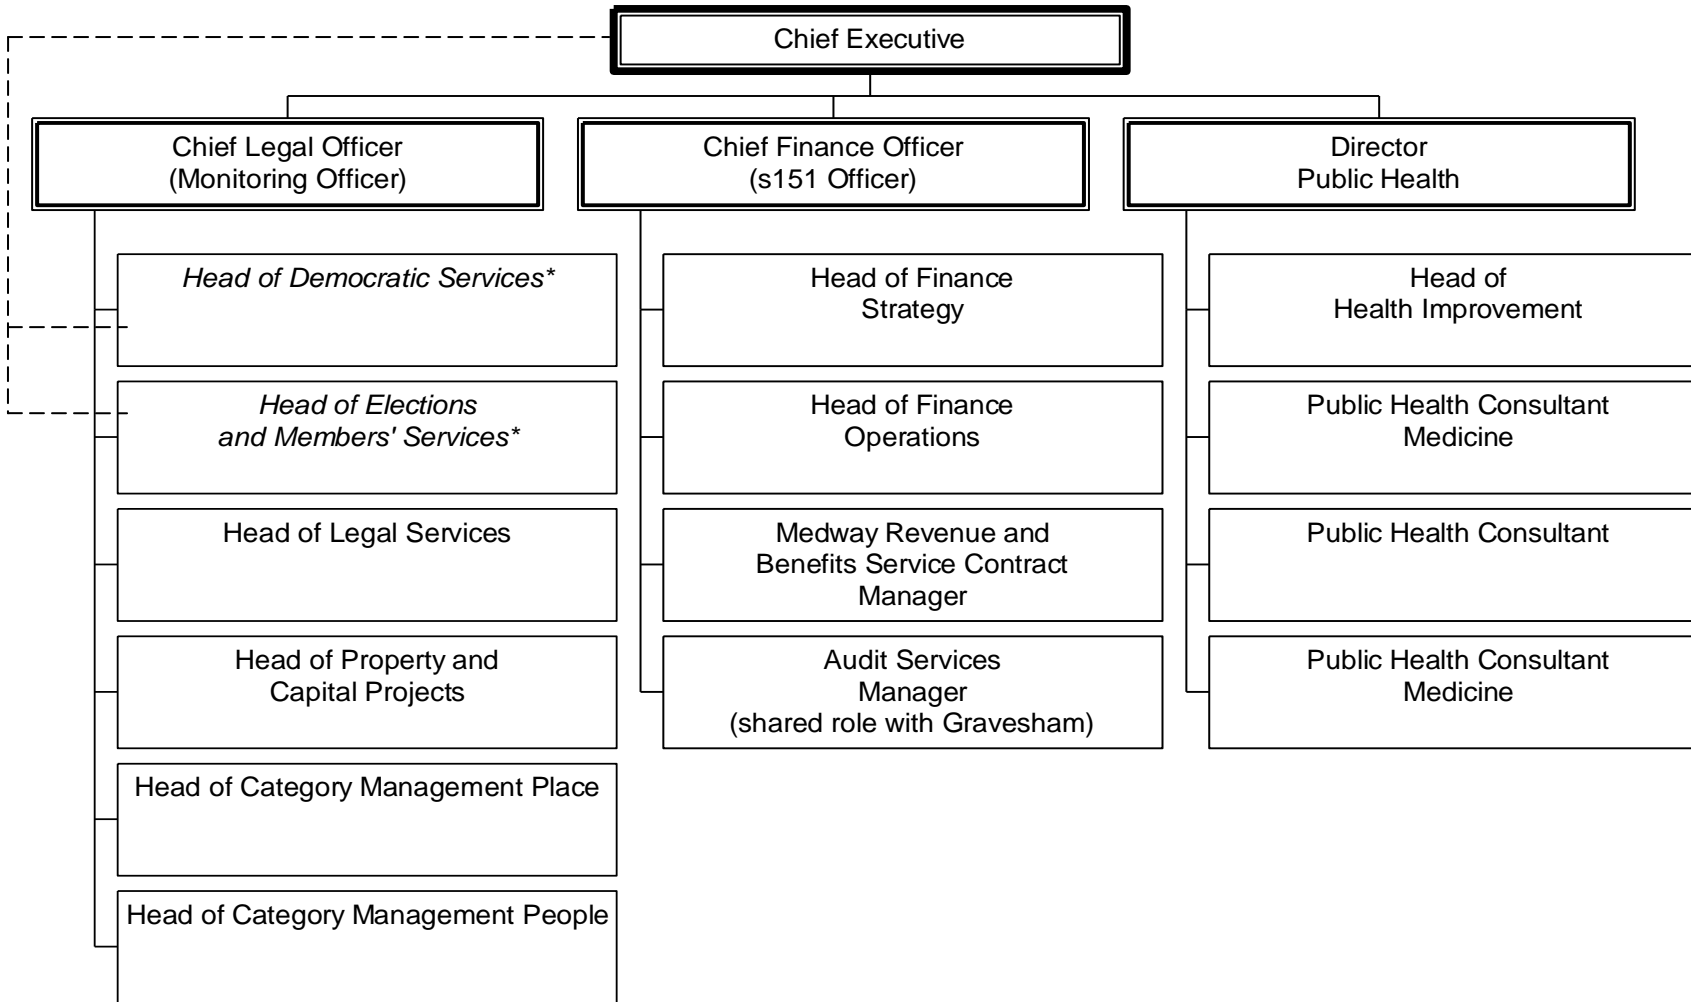 Chief Executive
Chief Legal Officer
(Monitoring Officer)
Chief Finance Officer
(s151 Officer)
Director
Public Health
Head of Democratic Services*
Head of Elections
and Members' Services*
Head of Legal Services
Head of Property and
Capital Projects
Head of Category Management Place
Head of Category Management People
Head of Finance
Strategy
Head of Finance
Operations
Medway Revenue and
Benefits Service Contract
Manager
Audit Services
Manager
(shared role with Gravesham)
Head of
Health Improvement
Public Health Consultant
Medicine
Public Health Consultant
Public Health Consultant
Medicine